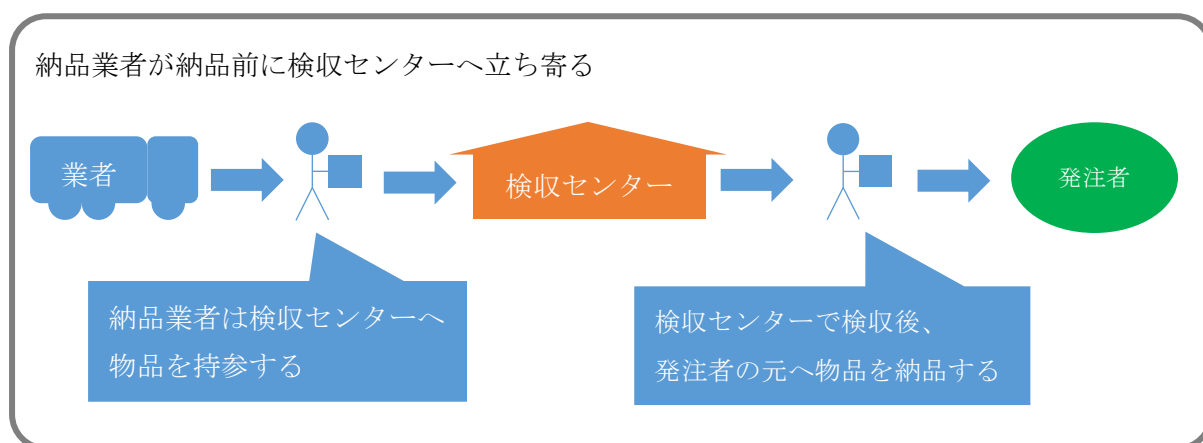 納品業者が納品前に検収センターへ立ち寄る
業者
検収センター
発注者
納品業者は検収センターへ
物品を持参する
検収センターで検収後、
発注者の元へ物品を納品する